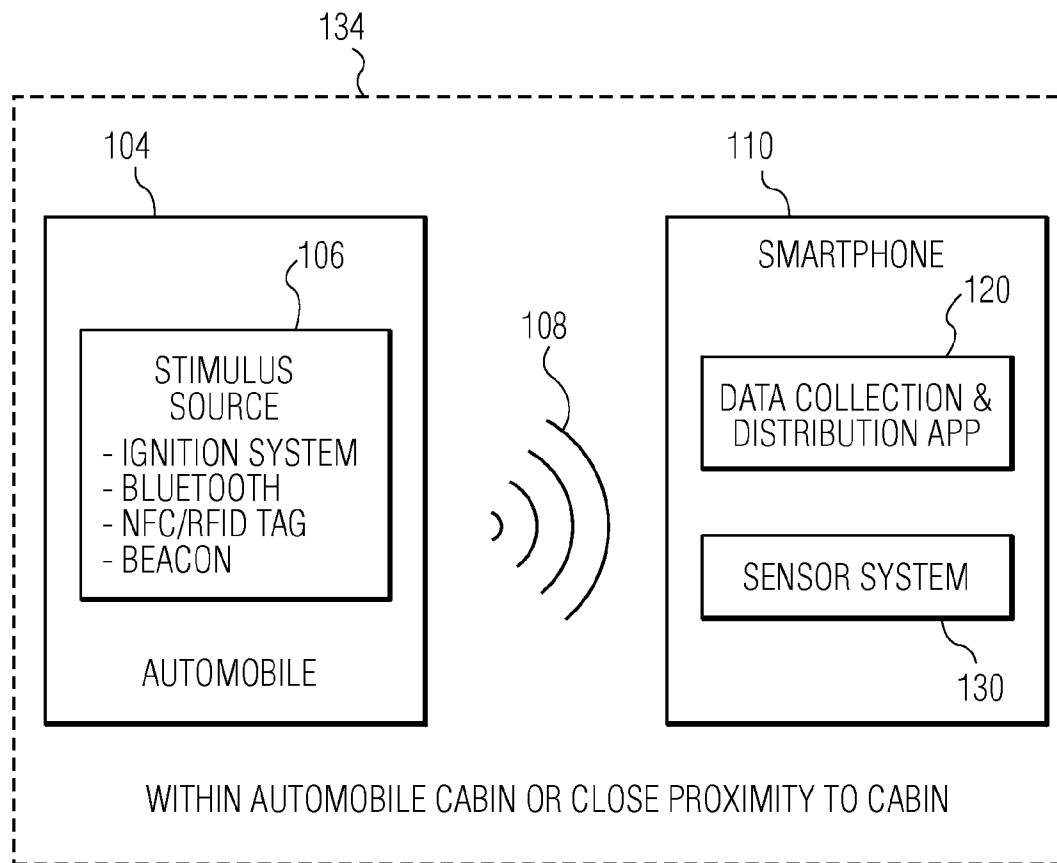 134
104
110
106
SMARTPHONE
120
108
STIMULUS
SOURCE
- IGNITION SYSTEM
- BLUETOOTH
- NFC/RFID TAG
- BEACON
DATA COLLECTION &
DISTRIBUTION APP
SENSOR SYSTEM
AUTOMOBILE
130
WITHIN AUTOMOBILE CABIN OR CLOSE PROXIMITY TO CABIN